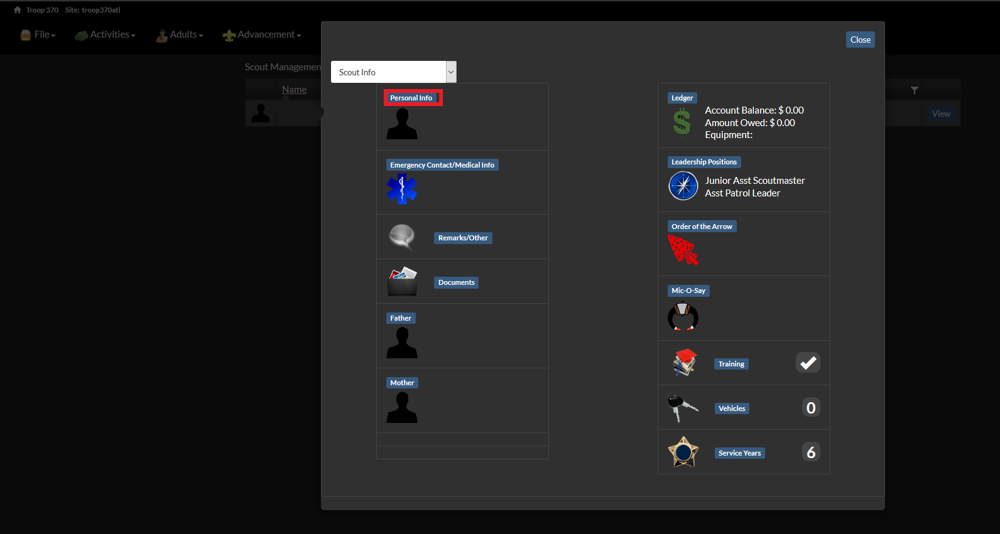 Troop 370 Site: troop370atl
File Activities Adults Advancement
Close
Scout Managemen
Scout Info
Name
View
Personal Info
Emergency Contact/Medical Info
Remarks/Other
Documents
Father
Mother
Ledger
Account Balance: $ 0.00
Amount Owed: $ 0.00
Equipment:
Leadership Positions
Junior Asst Scoutmaster
Asst Patrol Leader
Order of the Arrow
Mic-O-Say
Training
Vehicles 0
Service Years 6